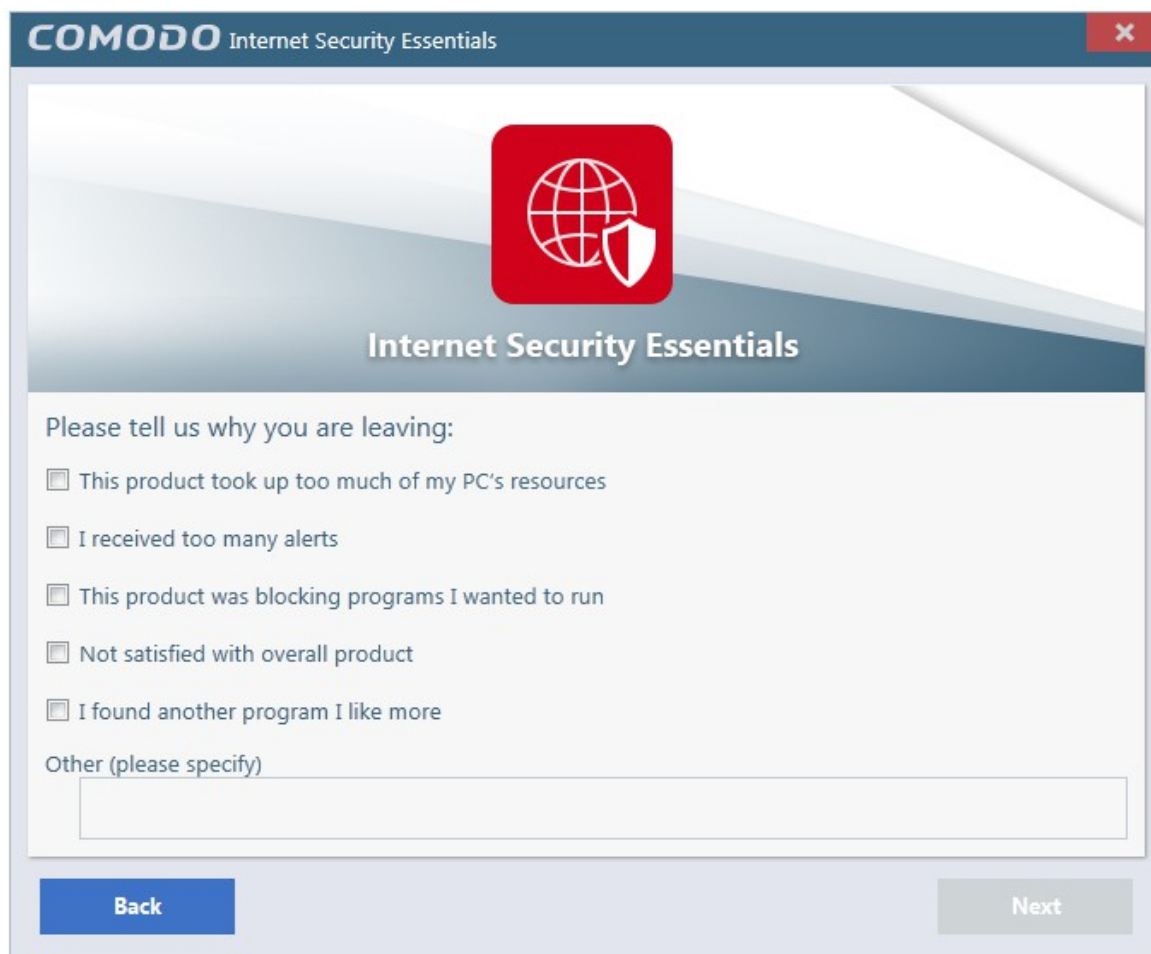 COMODO Internet Security Essentials
Internet Security Essentials
Please tell us why you are leaving:
This product took up too much of my PC's resources
I received too many alerts
This product was blocking programs I wanted to run
Not satisfied with overall product
I found another program I like more
Other (please specify)
Back
Next